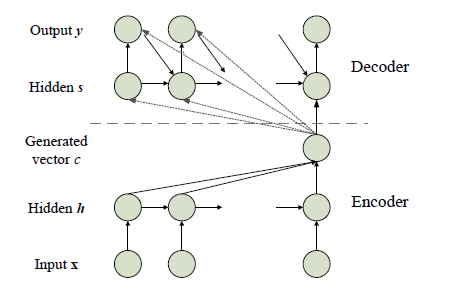 Output y
Hidden s
Decoder
Generated
vector c
Hidden h
Encoder
Input x